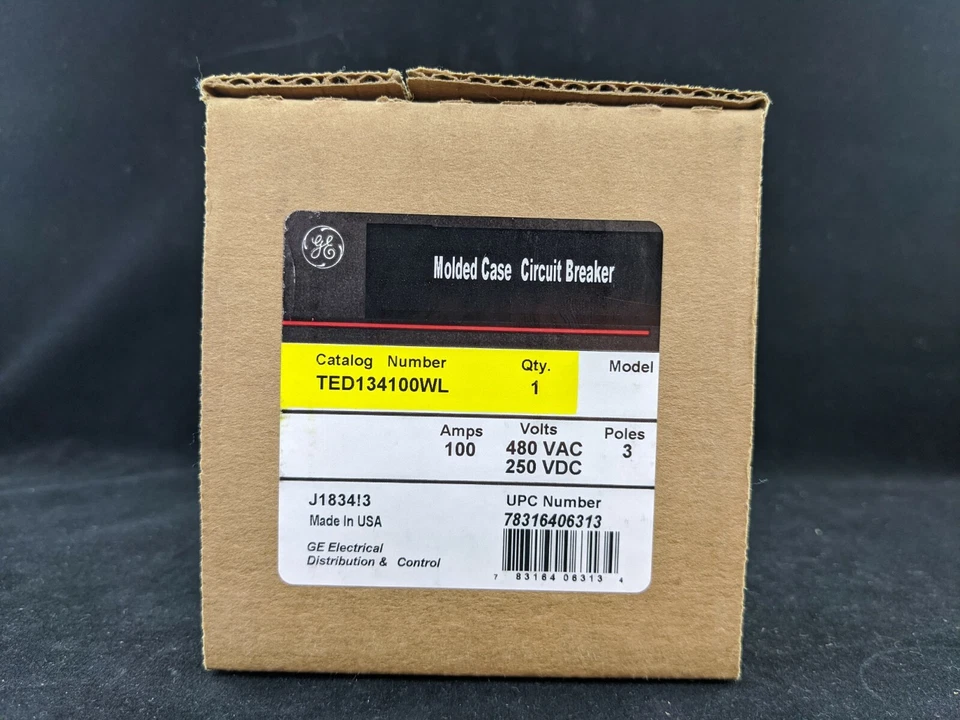 GE
Molded Case Circuit Breaker
Catalog Number Qty. Model
TED134100WL 1
Amps Volts Poles
100 480 VAC 3
250 VDC
J1834!3 UPC Number
Made In USA 78316406313
GE Electrical
Distribution & Control
7 83164 06313 4